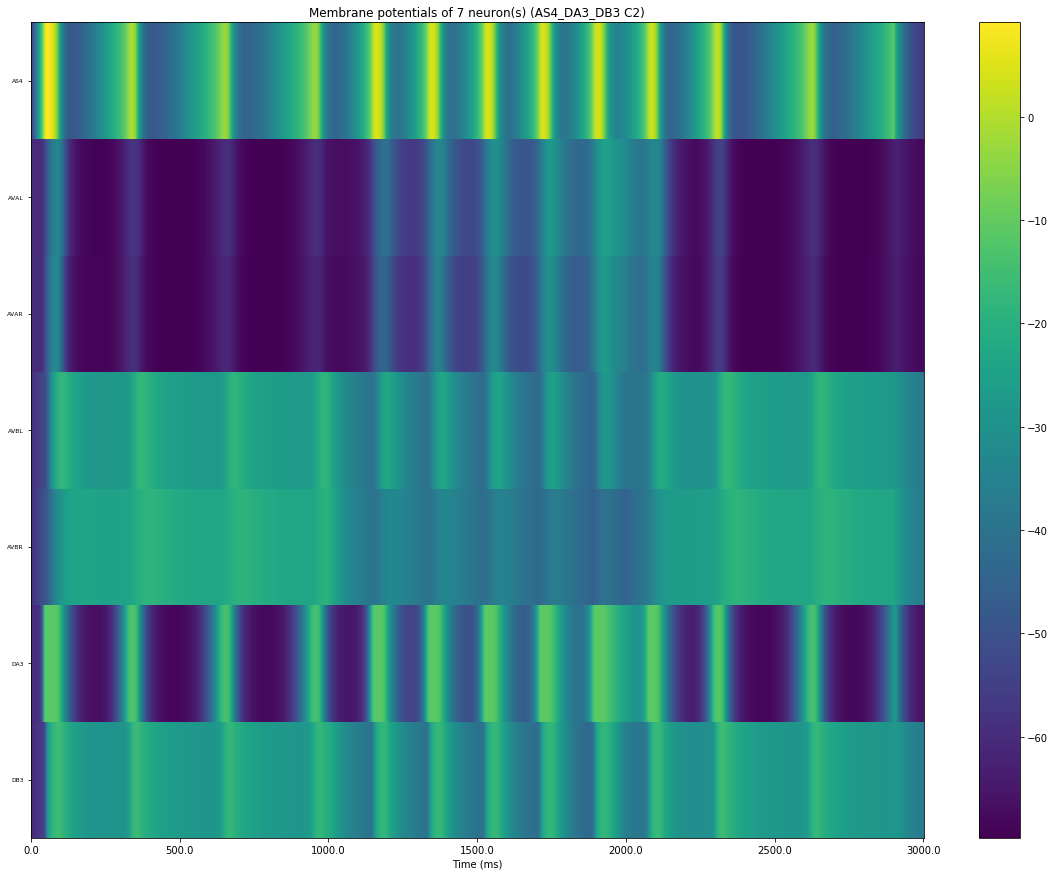 Membrane potentials of 7 neuron(s) (AS4_DA3_DB3 C2)
AS4
AVAL
AVAR
AVBL
AVBR
DA3
DB3
0.0 500.0 1000.0 1500.0 2000.0 2500.0 3000.0
Time (ms)
0
−10
−20
−30
−40
−50
−60